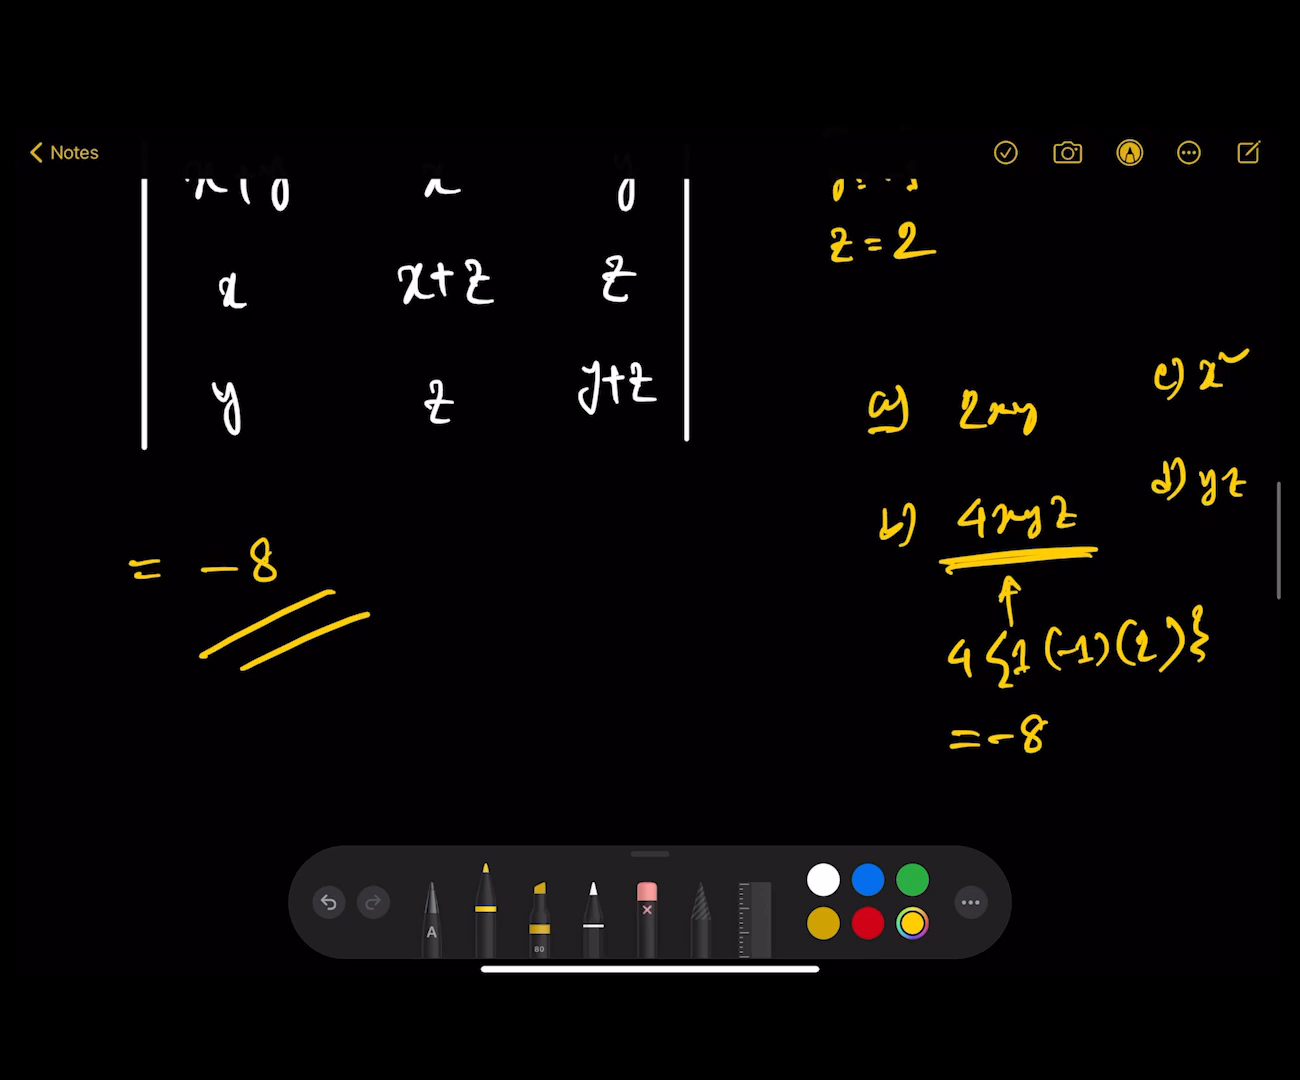 Notes
x+y x y
x x+z z
y z y+z
= -8
z = 2
a) 2xy
b) 4xyz
c) x²
d) yz
4{1(-1)(2)}
= -8
A
80